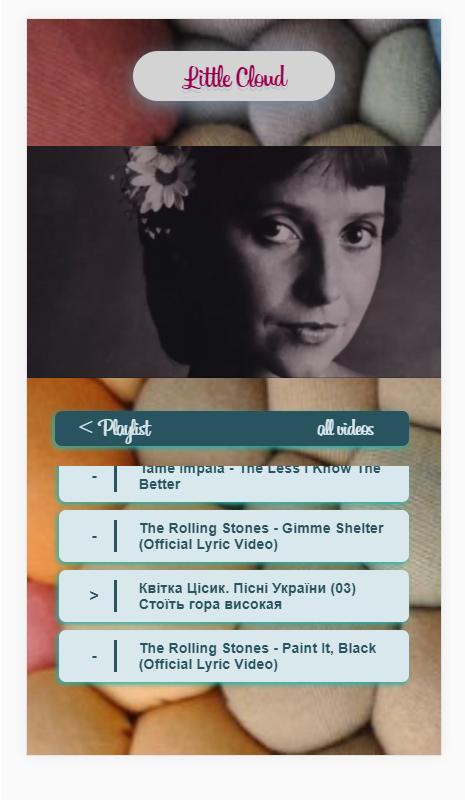 Little Cloud
< Playlist all videos
Tame Impala - The Less I Know The
- Better
The Rolling Stones - Gimme Shelter
- (Official Lyric Video)
Квітка Цісик. Пісні України (03)
> Стоїть гора високая
The Rolling Stones - Paint It, Black
- (Official Lyric Video)